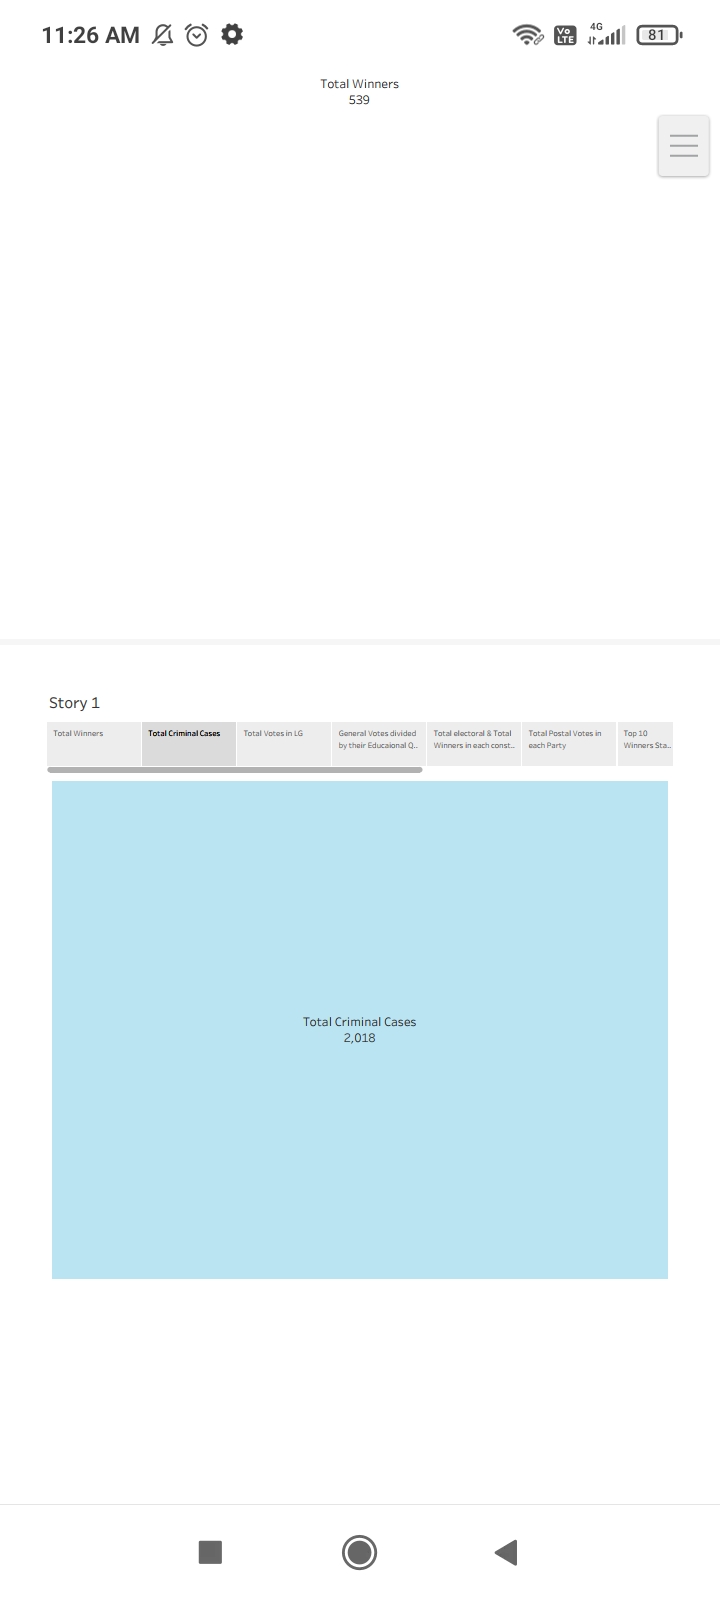 11:26 AM
Vo LTE
4G
81
Total Winners
539
Story 1
Total Winners
Total Criminal Cases
Total Votes in LG
General Votes divided
by their Educaional Q..
Total electoral & Total
Winners in each const..
Total Postal Votes in
each Party
Top 10
Winners Sta..
Total Criminal Cases
2,018